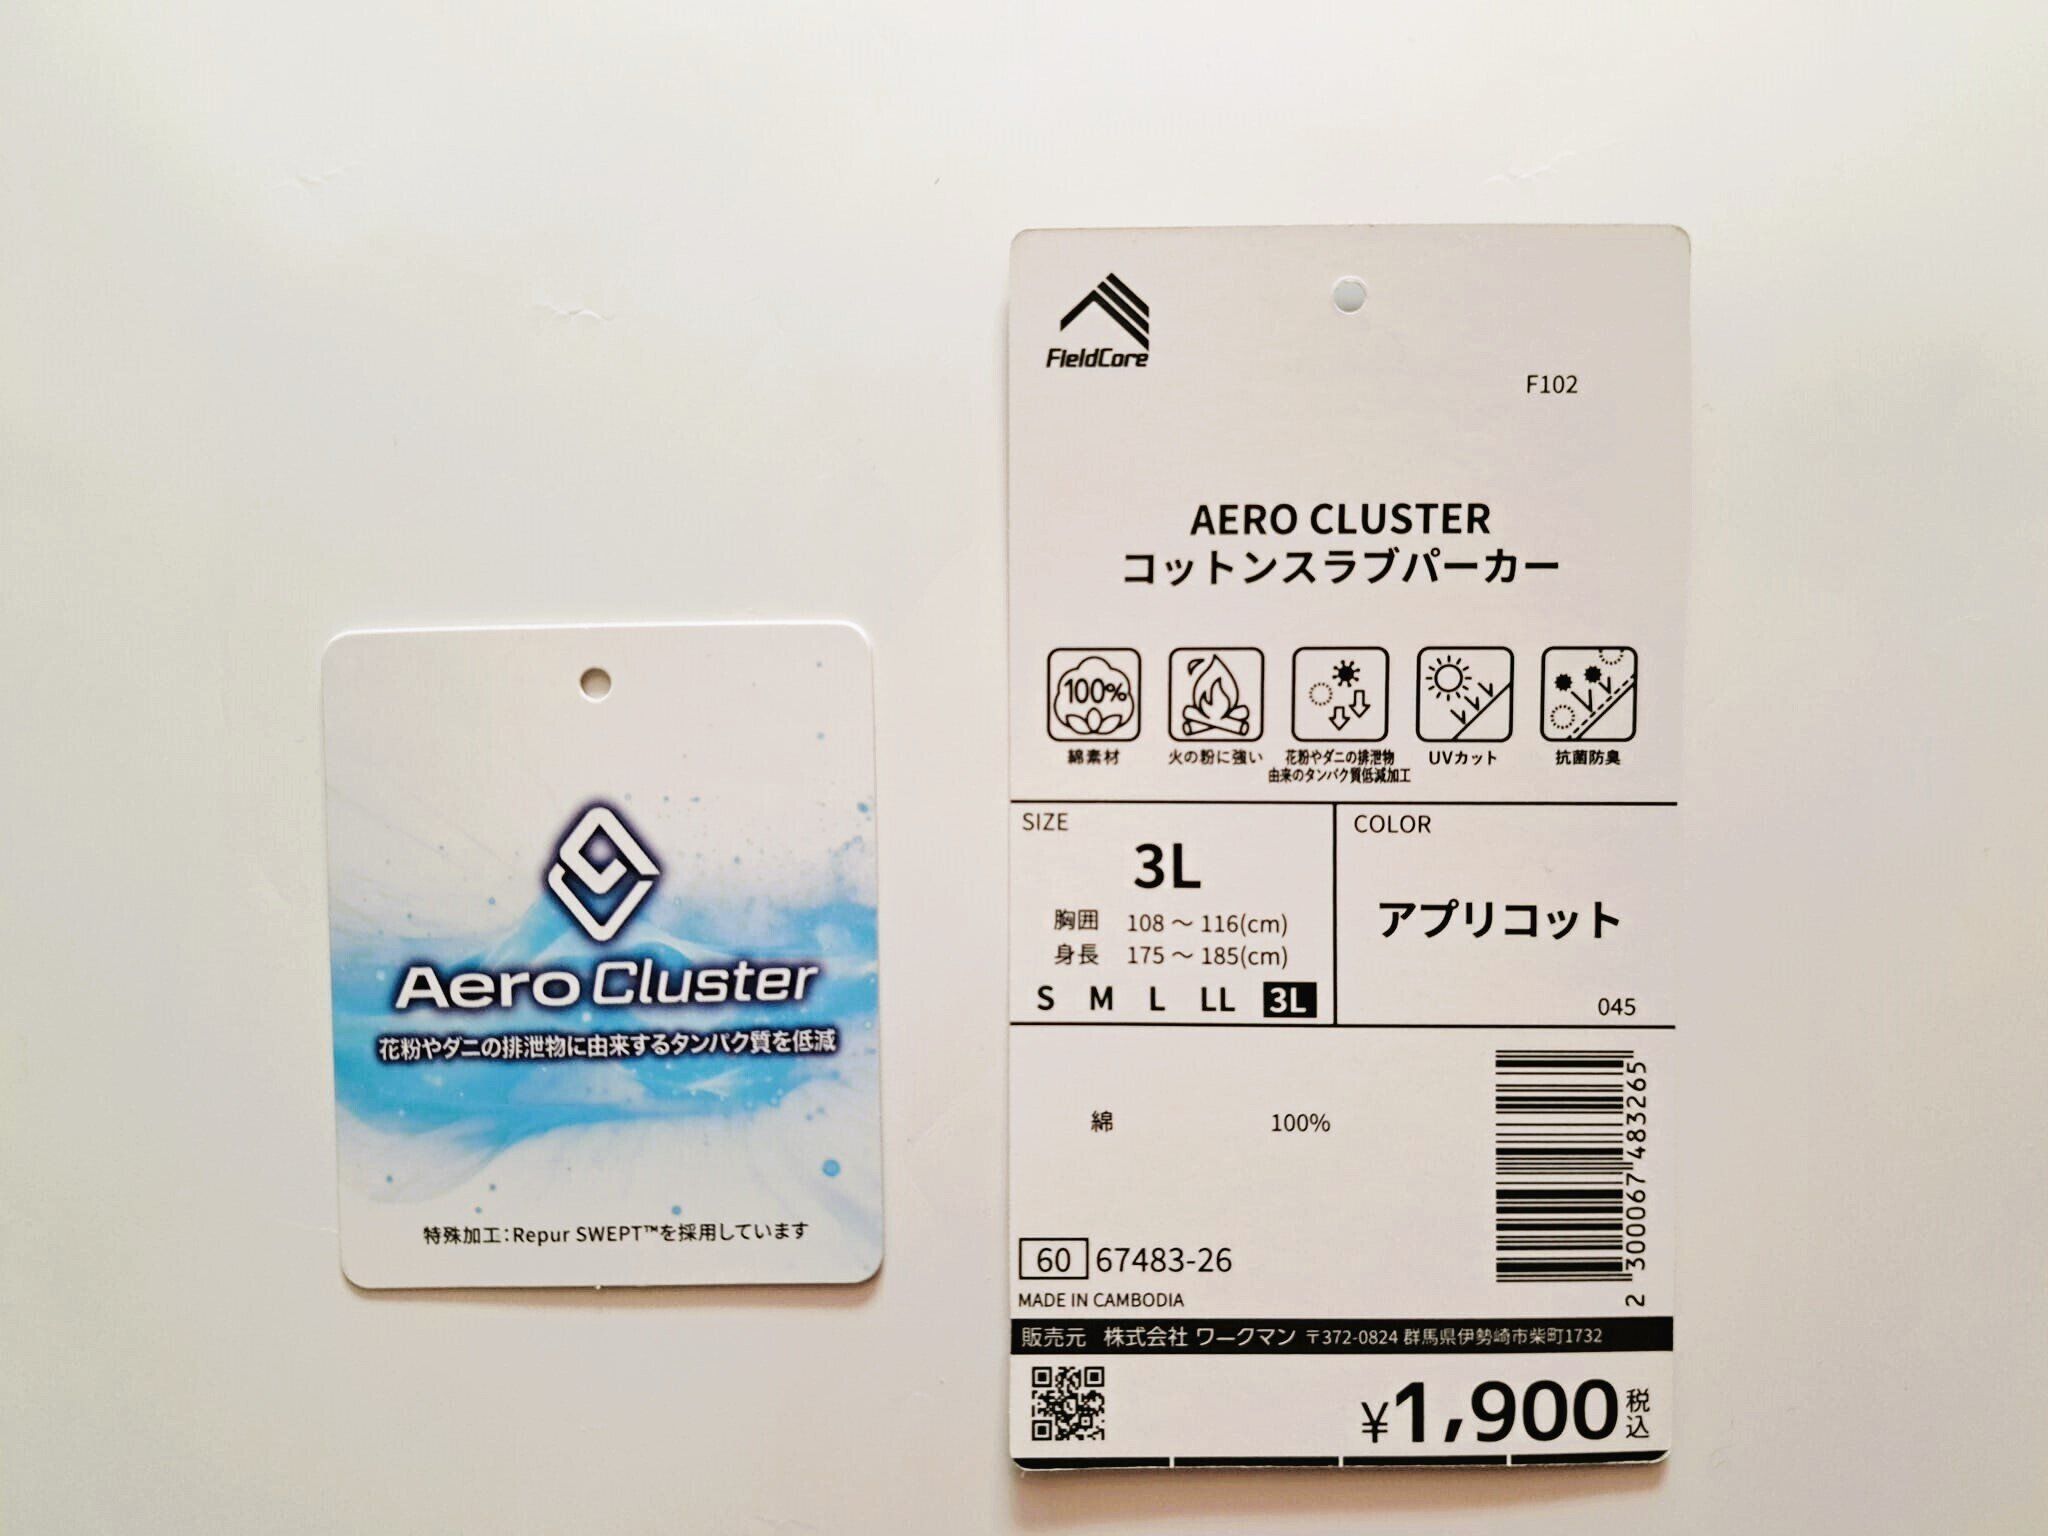 Aero Cluster
花粉やダニの排泄物に由来するタンパク質を低減
特殊加工:Repur SWEPT™を採用しています
FieldCore
F102
AERO CLUSTER
コットンスラブパーカー
100%
綿素材
火の粉に強い
花粉やダニの排泄物
由来のタンパク質低減加工
UVカット
抗菌防臭
SIZE
3L
胸囲 108 ～ 116(cm)
身長 175 ～ 185(cm)
S M L LL 3L
COLOR
アプリコット
045
綿 100%
2 300067 483265
60 67483-26
MADE IN CAMBODIA
販売元 株式会社 ワークマン 〒372-0824 群馬県伊勢崎市柴町1732
¥1,900 税込